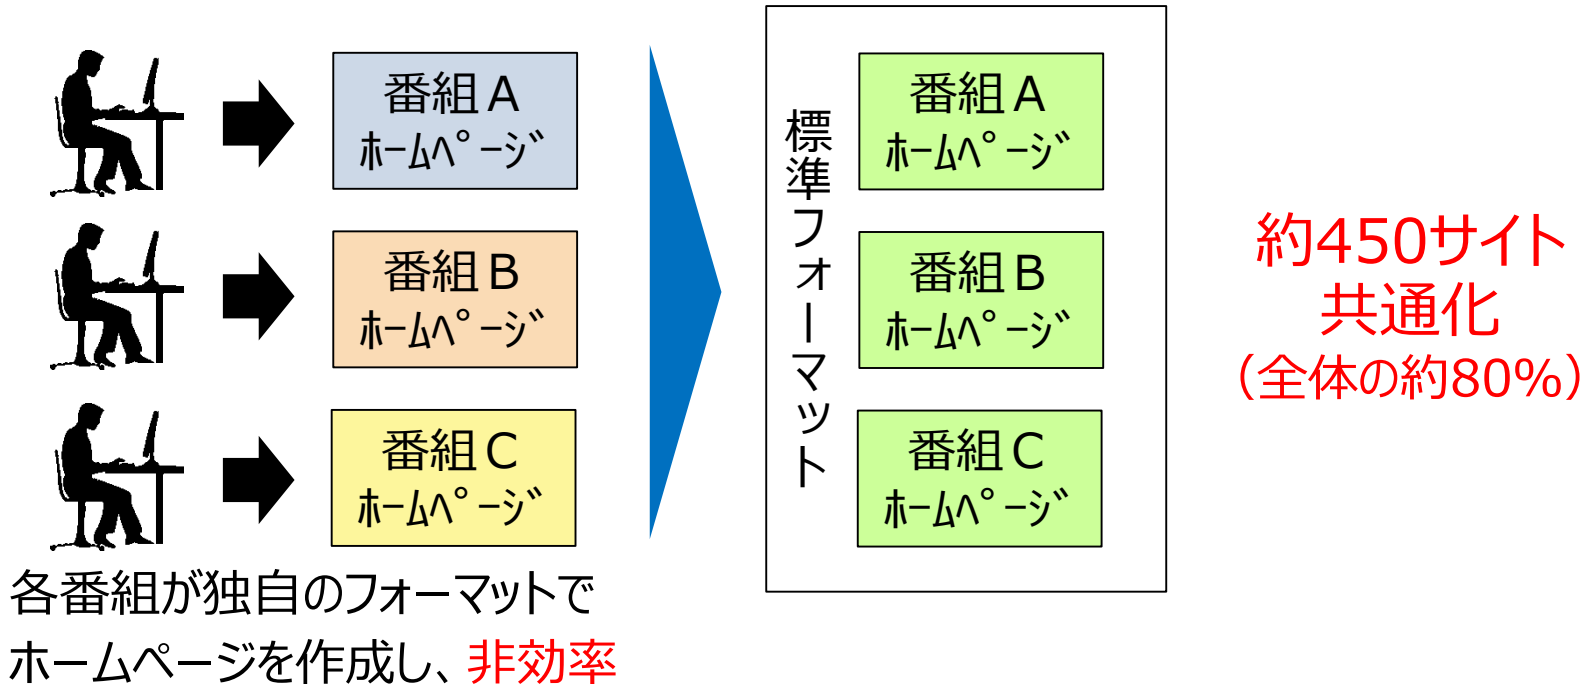 番組A
ﾎｰﾑﾍﾟｰｼﾞ
番組B
ﾎｰﾑﾍﾟｰｼﾞ
番組C
ﾎｰﾑﾍﾟｰｼﾞ
各番組が独自のフォーマットで
ホームページを作成し、非効率
標準フォーマット
番組A
ﾎｰﾑﾍﾟｰｼﾞ
番組B
ﾎｰﾑﾍﾟｰｼﾞ
番組C
ﾎｰﾑﾍﾟｰｼﾞ
約450サイト
共通化
（全体の約80%）